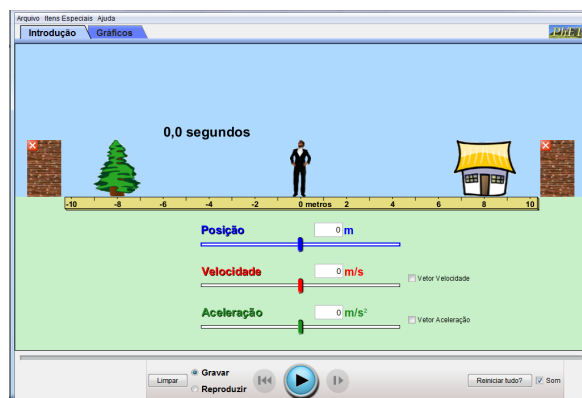 Arquivo Itens Especiais Ajuda
Introdução Gráficos
0,0 segundos
-10 -8 -6 -4 -2 0 metros 2 4 6 8 10
Posição 0 m
Velocidade 0 m/s Vetor Velocidade
Aceleração 0 m/s² Vetor Aceleração
Limpar Gravar
Reproduzir
Reiniciar tudo? Som